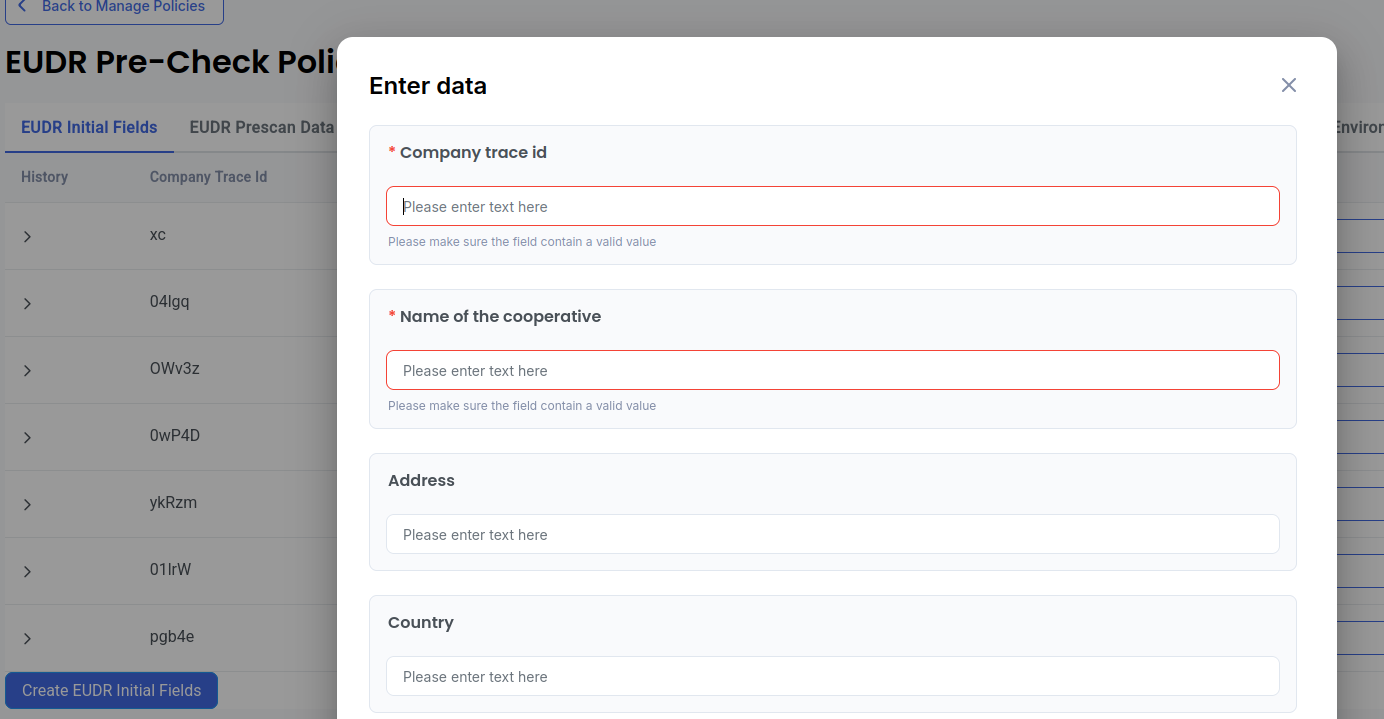 Back to Manage Policies
EUDR Pre-Check Poli
EUDR Initial Fields
EUDR Prescan Data
Environ
History
Company Trace Id
xc
04lgq
OWv3z
0wP4D
ykRzm
pgb4e
Create EUDR Initial Fields
Enter data
* Company trace id
Please enter text here
Please make sure the field contain a valid value
* Name of the cooperative
Please enter text here
Please make sure the field contain a valid value
Address
Please enter text here
Country
Please enter text here